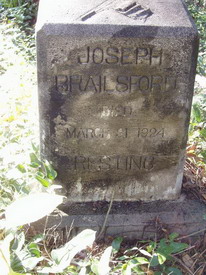 JOSEPH
BRAILSFORD
DIED
MARCH 31, 1924
RESTING